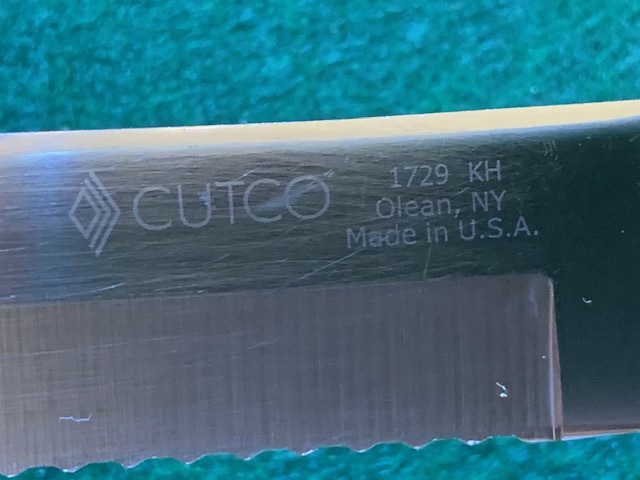 CUTCO
1729 KH
Olean, NY
Made in U.S.A.